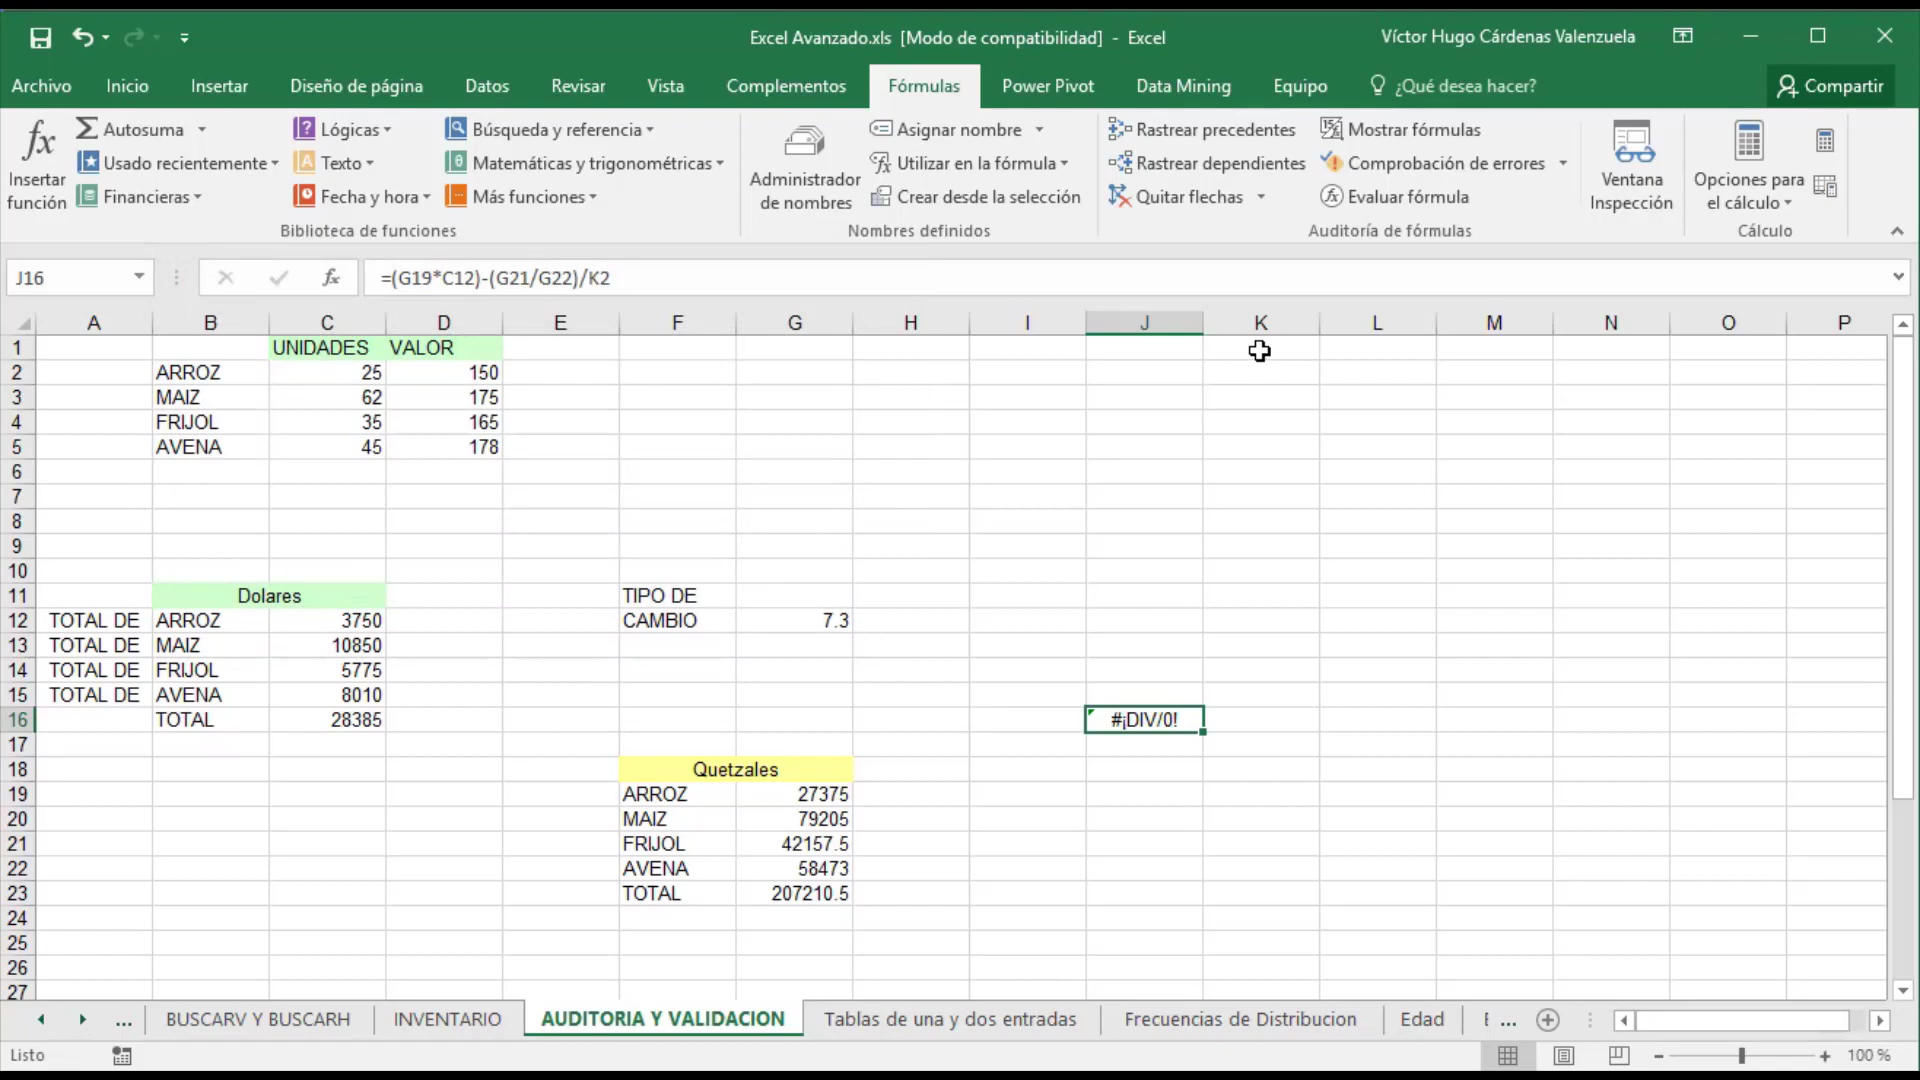 Excel Avanzado.xls [Modo de compatibilidad] - Excel
Víctor Hugo Cárdenas Valenzuela
Archivo Inicio Insertar Diseño de página Datos Revisar Vista Complementos Fórmulas Power Pivot Data Mining Equipo ¿Qué desea hacer? Compartir
fx Insertar función
Σ Autosuma
Usado recientemente
Financieras
Lógicas
Texto
Fecha y hora
Búsqueda y referencia
Matemáticas y trigonométricas
Más funciones
Biblioteca de funciones
Administrador de nombres
Asignar nombre
Utilizar en la fórmula
Crear desde la selección
Nombres definidos
Rastrear precedentes
Rastrear dependientes
Quitar flechas
Mostrar fórmulas
Comprobación de errores
Evaluar fórmula
Auditoría de fórmulas
Ventana Inspección
Opciones para el cálculo
Cálculo
J16 fx =(G19*C12)-(G21/G22)/K2
A B C D E F G H I J K L M N O P
1 UNIDADES VALOR
2 ARROZ 25 150
3 MAIZ 62 175
4 FRIJOL 35 165
5 AVENA 45 178
6
7
8
9
10
11 Dolares TIPO DE
12 TOTAL DE ARROZ 3750 CAMBIO 7.3
13 TOTAL DE MAIZ 10850
14 TOTAL DE FRIJOL 5775
15 TOTAL DE AVENA 8010
16 TOTAL 28385 #¡DIV/0!
17
18 Quetzales
19 ARROZ 27375
20 MAIZ 79205
21 FRIJOL 42157.5
22 AVENA 58473
23 TOTAL 207210.5
24
25
26
27
... BUSCARV Y BUSCARH INVENTARIO AUDITORIA Y VALIDACION Tablas de una y dos entradas Frecuencias de Distribucion Edad ...
Listo 100 %